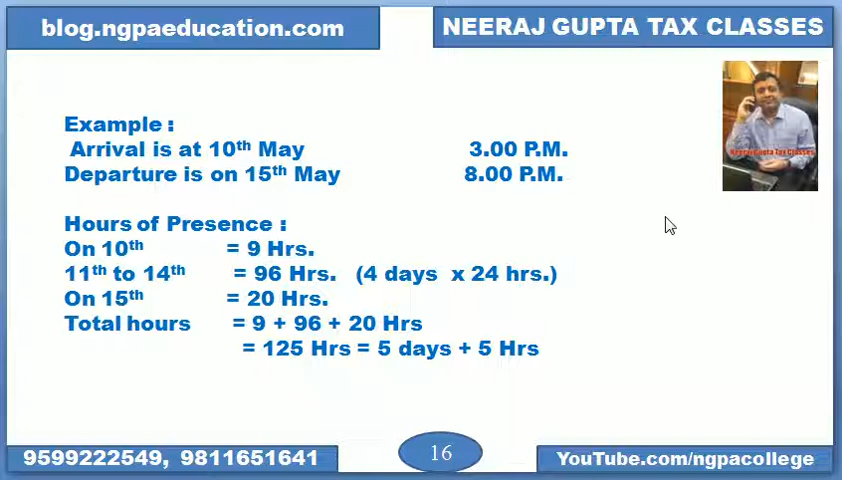 blog.ngpaeducation.com
NEERAJ GUPTA TAX CLASSES
Example :
Arrival is at 10th May 3.00 P.M.
Departure is on 15th May 8.00 P.M.
NeerajGupta Tax Classes
Hours of Presence :
On 10th = 9 Hrs.
11th to 14th = 96 Hrs. (4 days x 24 hrs.)
On 15th = 20 Hrs.
Total hours = 9 + 96 + 20 Hrs
= 125 Hrs = 5 days + 5 Hrs
9599222549, 9811651641
16
YouTube.com/ngpacollege